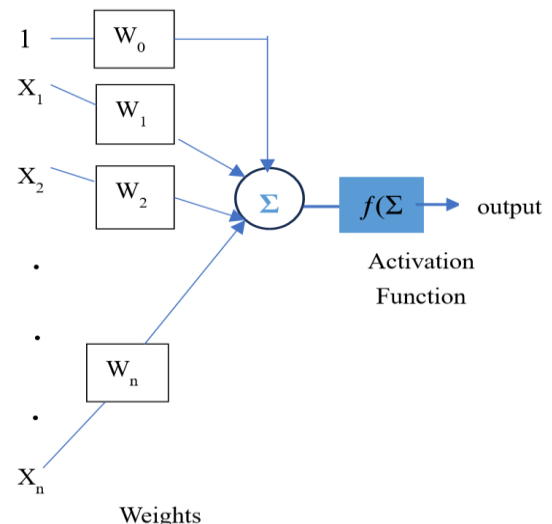 1 W₀
X₁ W₁
X₂ W₂
Σ f(Σ output
Activation
Function
.
.
Wₙ
.
Xₙ
Weights